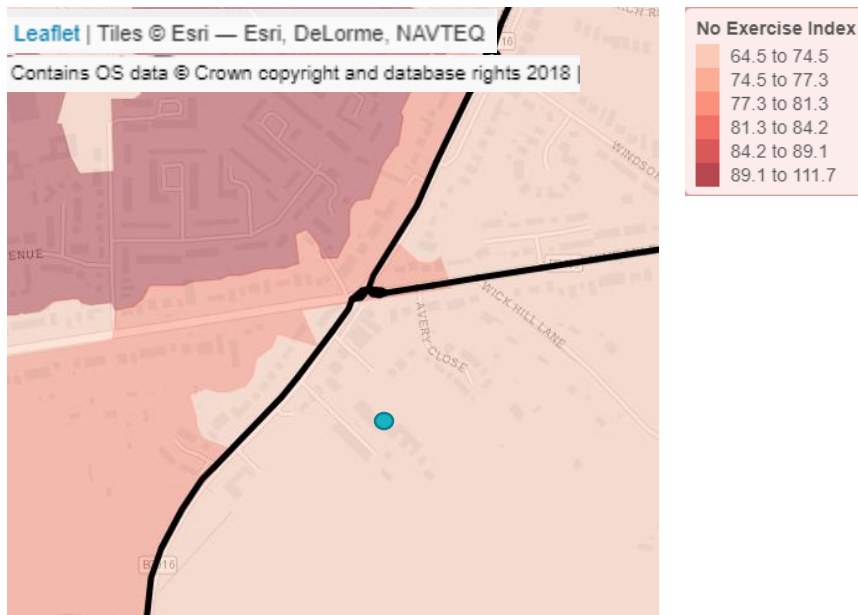 Leaflet | Tiles © Esri — Esri, DeLorme, NAVTEQ
Contains OS data © Crown copyright and database rights 2018 |
No Exercise Index
64.5 to 74.5
74.5 to 77.3
77.3 to 81.3
81.3 to 84.2
84.2 to 89.1
89.1 to 111.7
WINDSO
ENUE
WICK HILL LANE
AVERY CLOSE